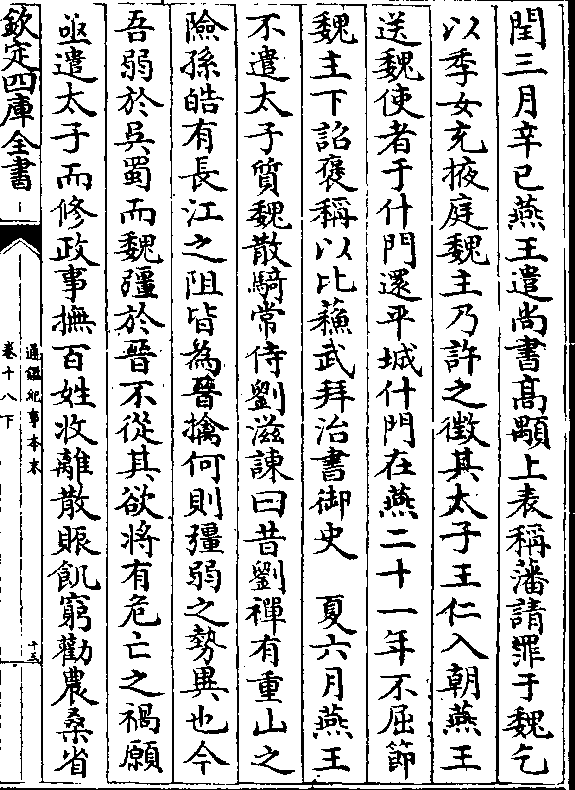 閏三月辛巳燕王遣尚書高顒上表稱藩請罪于魏乞
以季女充掖庭魏主乃許之徵其太子王仁入朝燕王
送魏使者于什門還平城什門在燕二十一年不屈節
魏主下詔褒稱以比蘇武拜治書御史　夏六月燕王
不遣太子質魏散騎常侍劉滋諫曰昔劉禪有重山之
險孫皓有長江之阻皆為晉擒何則彊弱之勢異也今
吾弱於吳蜀而魏彊於晉不從其欲將有危亡之禍願
亟遣太子而修政事撫百姓收離散賑飢窮勸農桑省
欽定四庫全書
通鑑紀事本末
卷十八下
十五